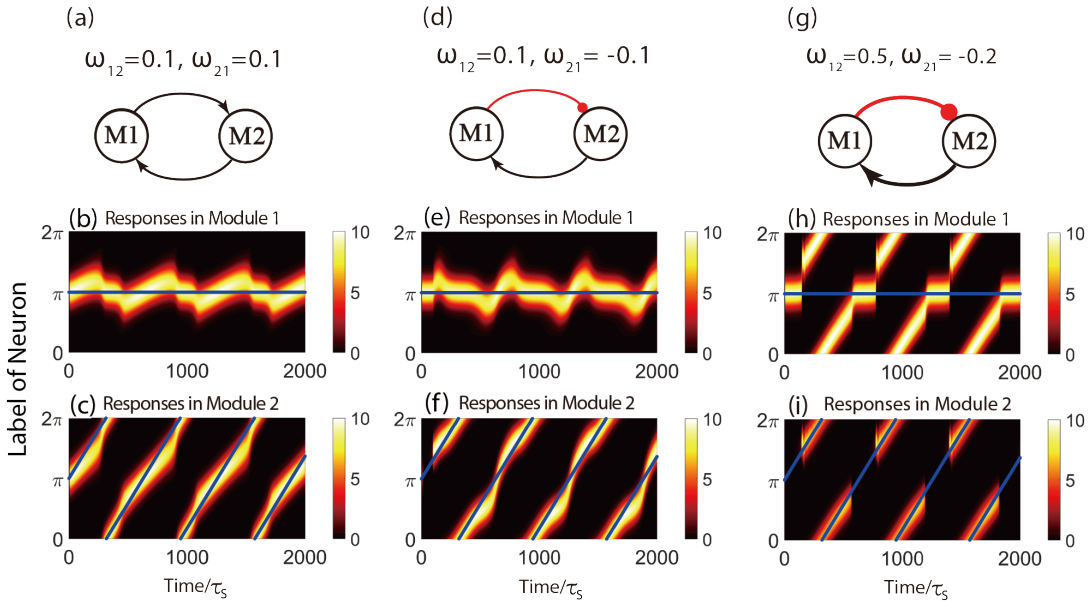 (a)
(d)
(g)
ω12=0.1, ω21=0.1
ω12=0.1, ω21= -0.1
ω12=0.5, ω21= -0.2
M1
M2
M1
M2
M1
M2
(b) Responses in Module 1
2π
π
0
0
1000
2000
10
5
0
(e) Responses in Module 1
2π
π
0
0
1000
2000
10
5
0
(h) Responses in Module 1
2π
π
0
0
1000
2000
10
5
0
Label of Neuron
(c) Responses in Module 2
2π
π
0
0
1000
2000
10
5
0
Time/τS
(f) Responses in Module 2
2π
π
0
0
1000
2000
10
5
0
Time/τS
(i) Responses in Module 2
2π
π
0
0
1000
2000
10
5
0
Time/τS